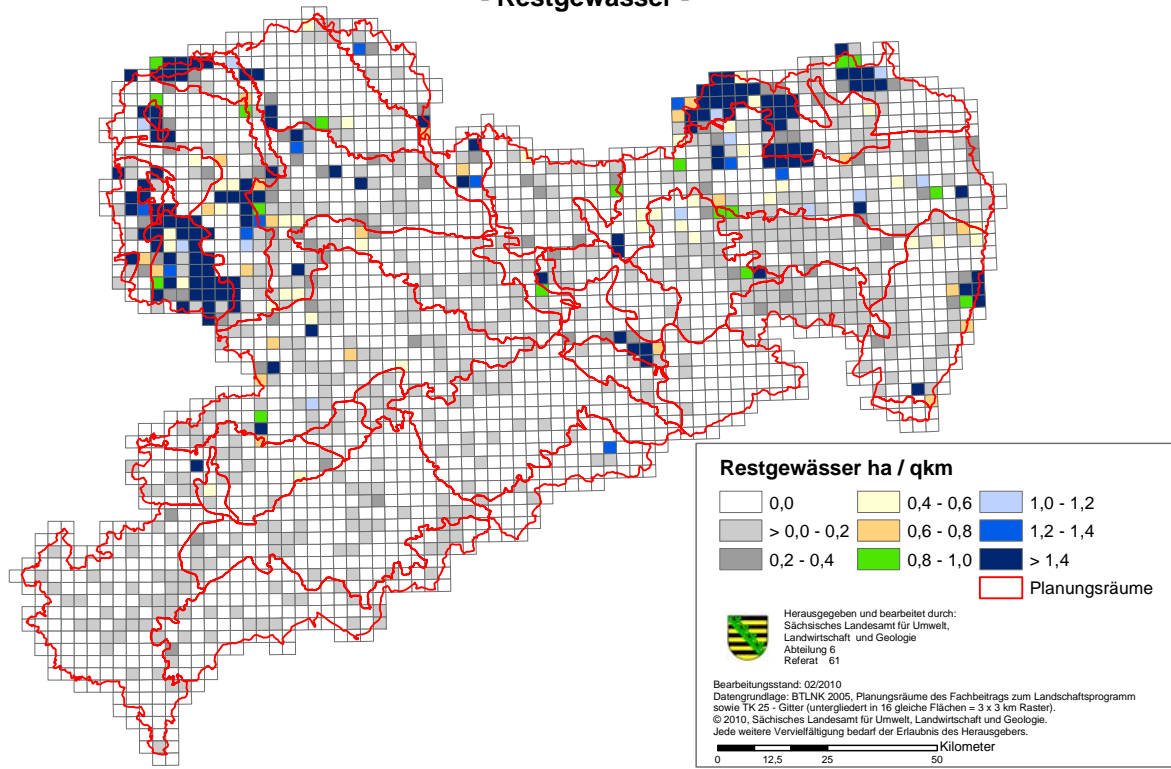 - Restgewässer -
Restgewässer ha / qkm
0,0
> 0,0 - 0,2
0,2 - 0,4
0,4 - 0,6
0,6 - 0,8
0,8 - 1,0
1,0 - 1,2
1,2 - 1,4
> 1,4
Planungsräume
Herausgegeben und bearbeitet durch:
Sächsisches Landesamt für Umwelt,
Landwirtschaft und Geologie
Abteilung 6
Referat 61
Bearbeitungsstand: 02/2010
Datengrundlage: BTLNK 2005, Planungsräume des Fachbeitrags zum Landschaftsprogramm
sowie TK 25 - Gitter (untergliedert in 16 gleiche Flächen = 3 x 3 km Raster).
© 2010, Sächisches Landesamt für Umwelt, Landwirtschaft und Geologie.
Jede weitere Vervielfältigung bedarf der Erlaubnis des Herausgebers.
Kilometer
0 12,5 25 50